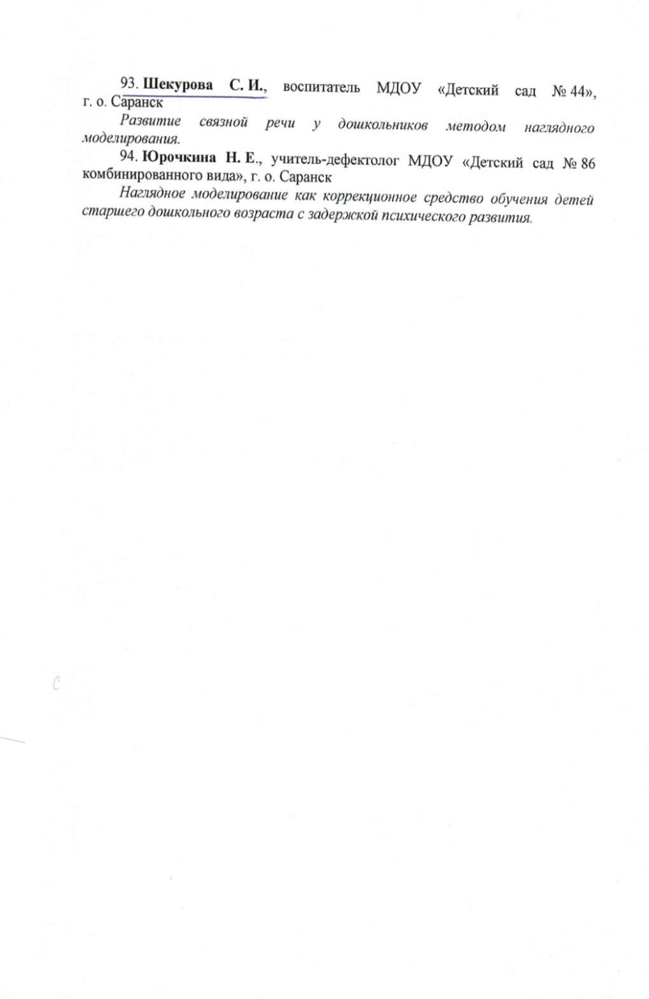 93. Шекурова С. И., воспитатель МДОУ «Детский сад № 44»,
г. о. Саранск
Развитие связной речи у дошкольников методом наглядного
моделирования.
94. Юрочкина Н. Е., учитель-дефектолог МДОУ «Детский сад № 86
комбинированного вида», г. о. Саранск
Наглядное моделирование как коррекционное средство обучения детей
старшего дошкольного возраста с задержкой психического развития.